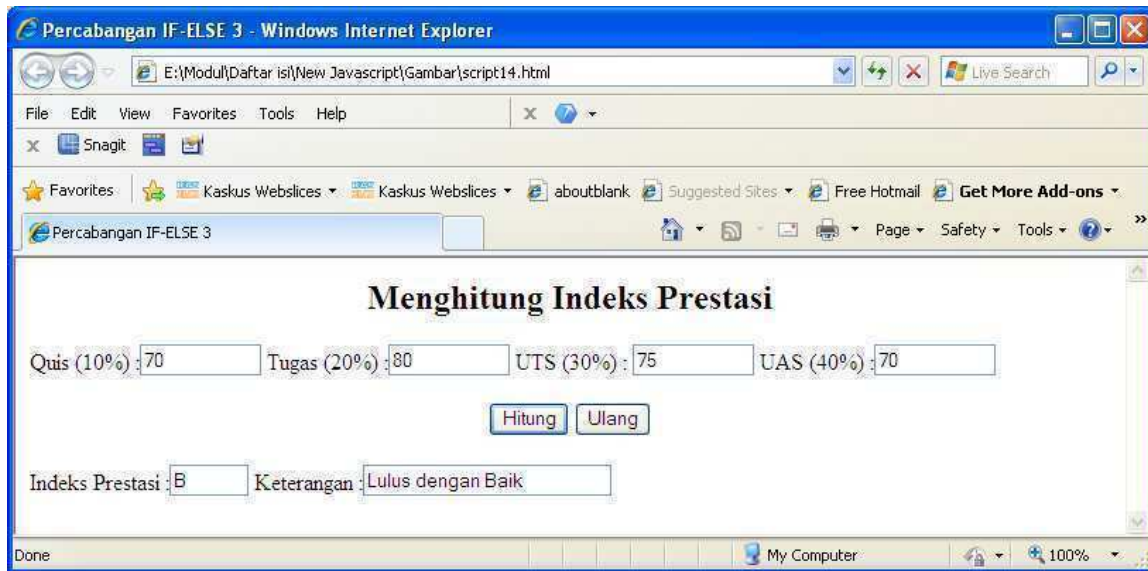 Percabangan IF-ELSE 3 - Windows Internet Explorer
E:\Modul\Daftar isi\New Javascript\Gambar\script14.html
Live Search
File Edit View Favorites Tools Help
Snagit
Favorites Kaskus Webslices Kaskus Webslices aboutblank Suggested Sites Free Hotmail Get More Add-ons
Percabangan IF-ELSE 3 Page Safety Tools
Menghitung Indeks Prestasi
Quis (10%) :70 Tugas (20%) :80 UTS (30%) : 75 UAS (40%) :70
Hitung Ulang
Indeks Prestasi :B Keterangan :Lulus dengan Baik
Done My Computer 100%